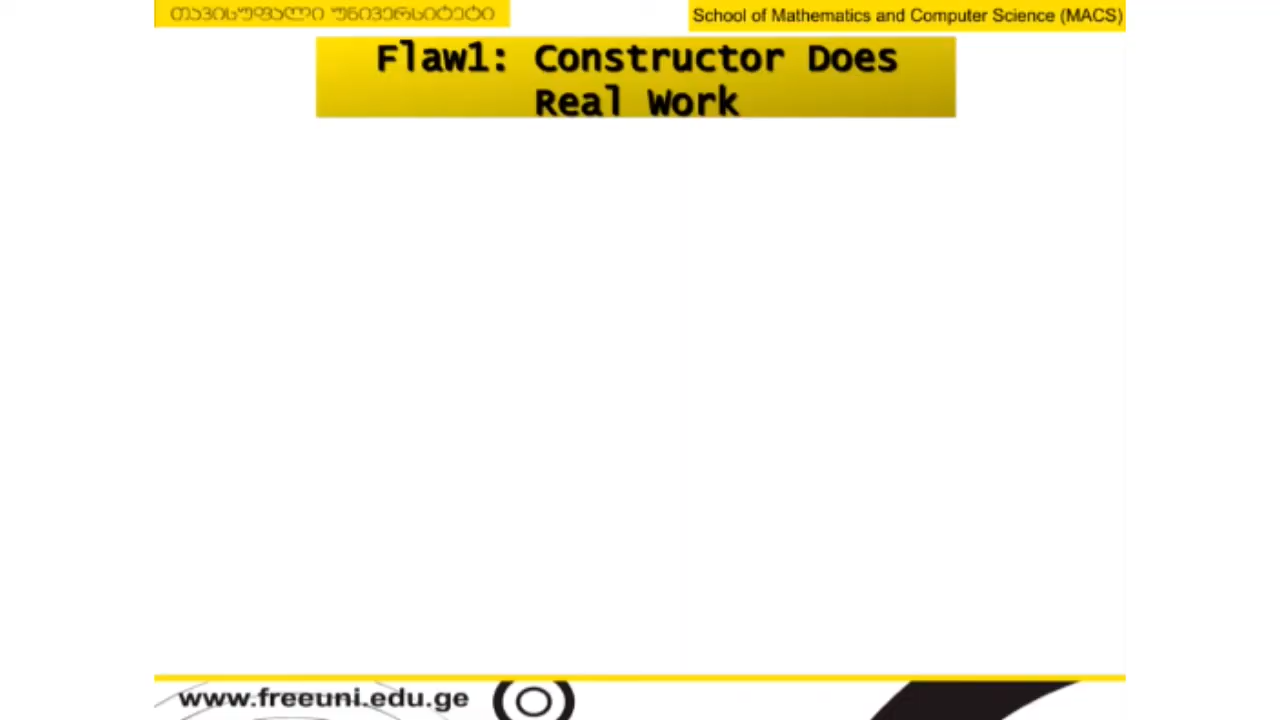 თავისუფალი უნივერსიტეტი
School of Mathematics and Computer Science (MACS)
Flaw1: Constructor Does
Real Work
www.freeuni.edu.ge